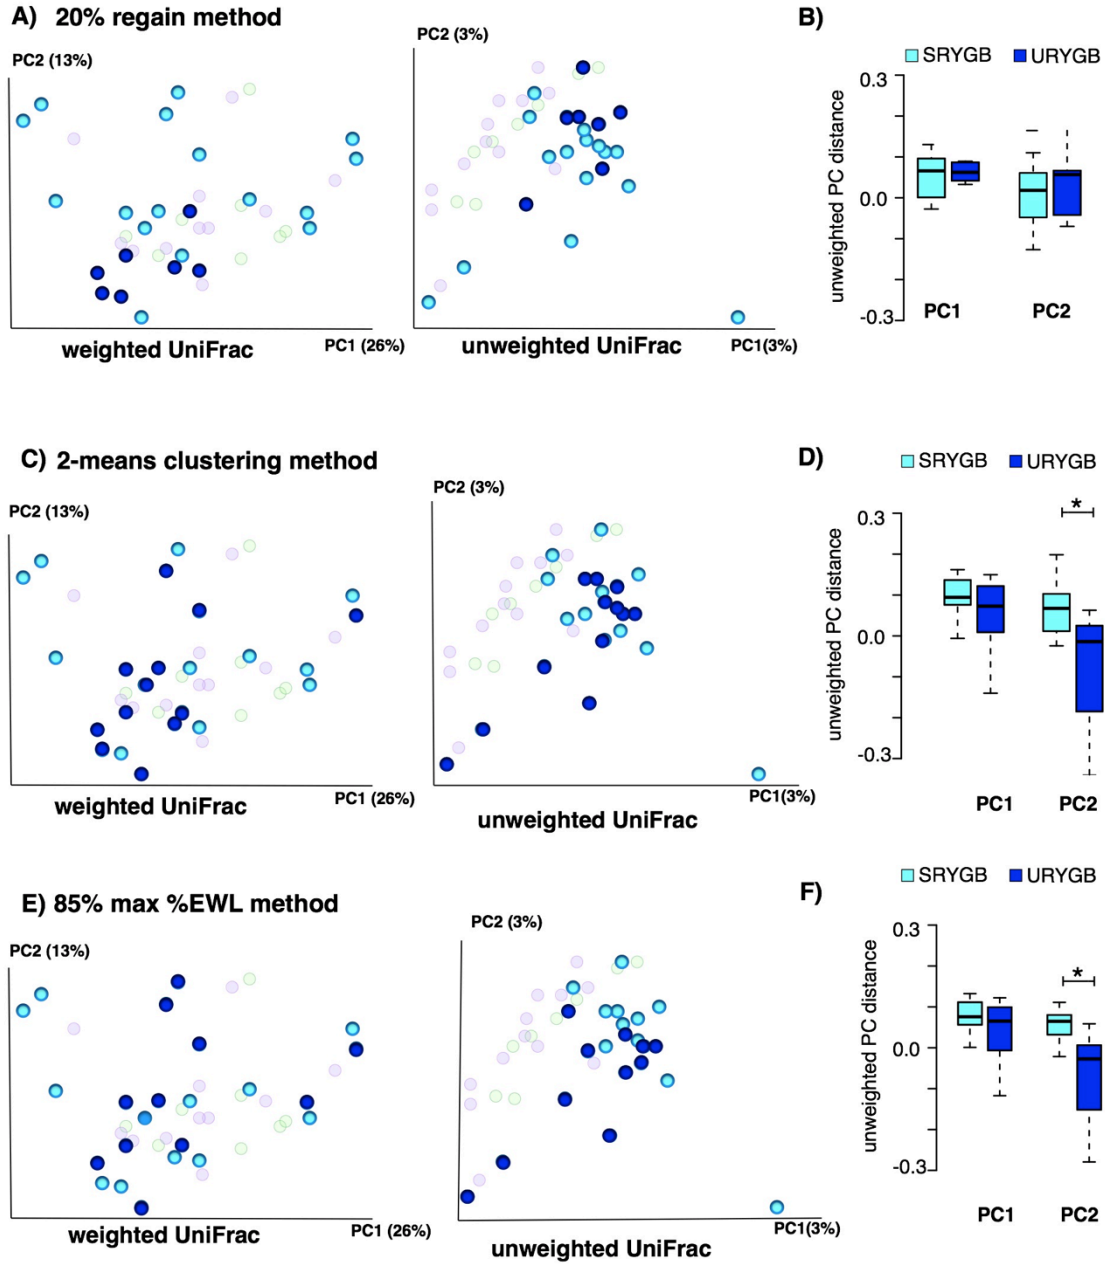 A) 20% regain method
PC2 (13%)
weighted UniFrac
PC1 (26%)
PC2 (3%)
unweighted UniFrac
PC1(3%)
B)
SRYGB URYGB
unweighted PC distance
0.3
0.0
-0.3
PC1 PC2
C) 2-means clustering method
PC2 (13%)
weighted UniFrac
PC1 (26%)
PC2 (3%)
unweighted UniFrac
PC1(3%)
D)
SRYGB URYGB
*
unweighted PC distance
0.3
0.0
-0.3
PC1 PC2
E) 85% max %EWL method
PC2 (13%)
weighted UniFrac
PC1 (26%)
PC2 (3%)
unweighted UniFrac
PC1(3%)
F)
SRYGB URYGB
*
unweighted PC distance
0.3
0.0
-0.3
PC1 PC2